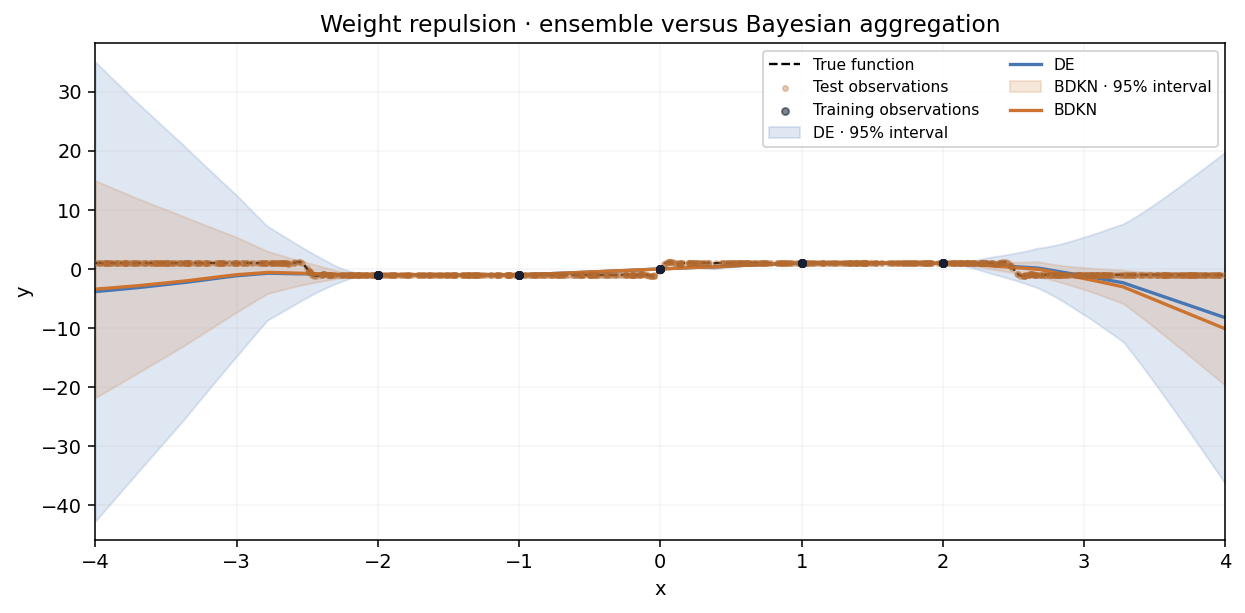 Weight repulsion · ensemble versus Bayesian aggregation
True function
Test observations
Training observations
DE · 95% interval
DE
BDKN · 95% interval
BDKN
y
30
20
10
0
−10
−20
−30
−40
−4
−3
−2
−1
0
1
2
3
4
x